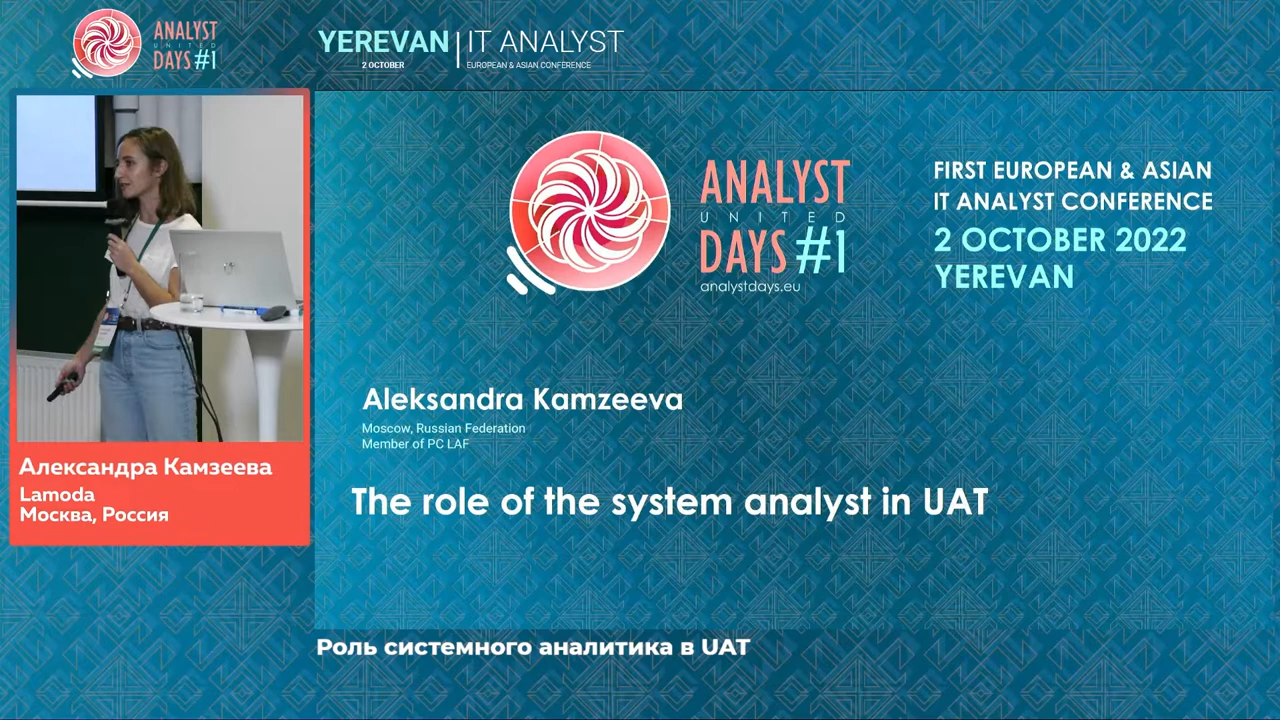 ANALYST
UNITED
DAYS #1
YEREVAN
2 OCTOBER
IT ANALYST
EUROPEAN & ASIAN CONFERENCE
ANALYST
UNITED
DAYS #1
analystdays.eu
FIRST EUROPEAN & ASIAN
IT ANALYST CONFERENCE
2 OCTOBER 2022
YEREVAN
Aleksandra Kamzeeva
Moscow, Russian Federation
Member of PC LAF
The role of the system analyst in UAT
Александра Камзеева
Lamoda
Москва, Россия
Роль системного аналитика в UAT